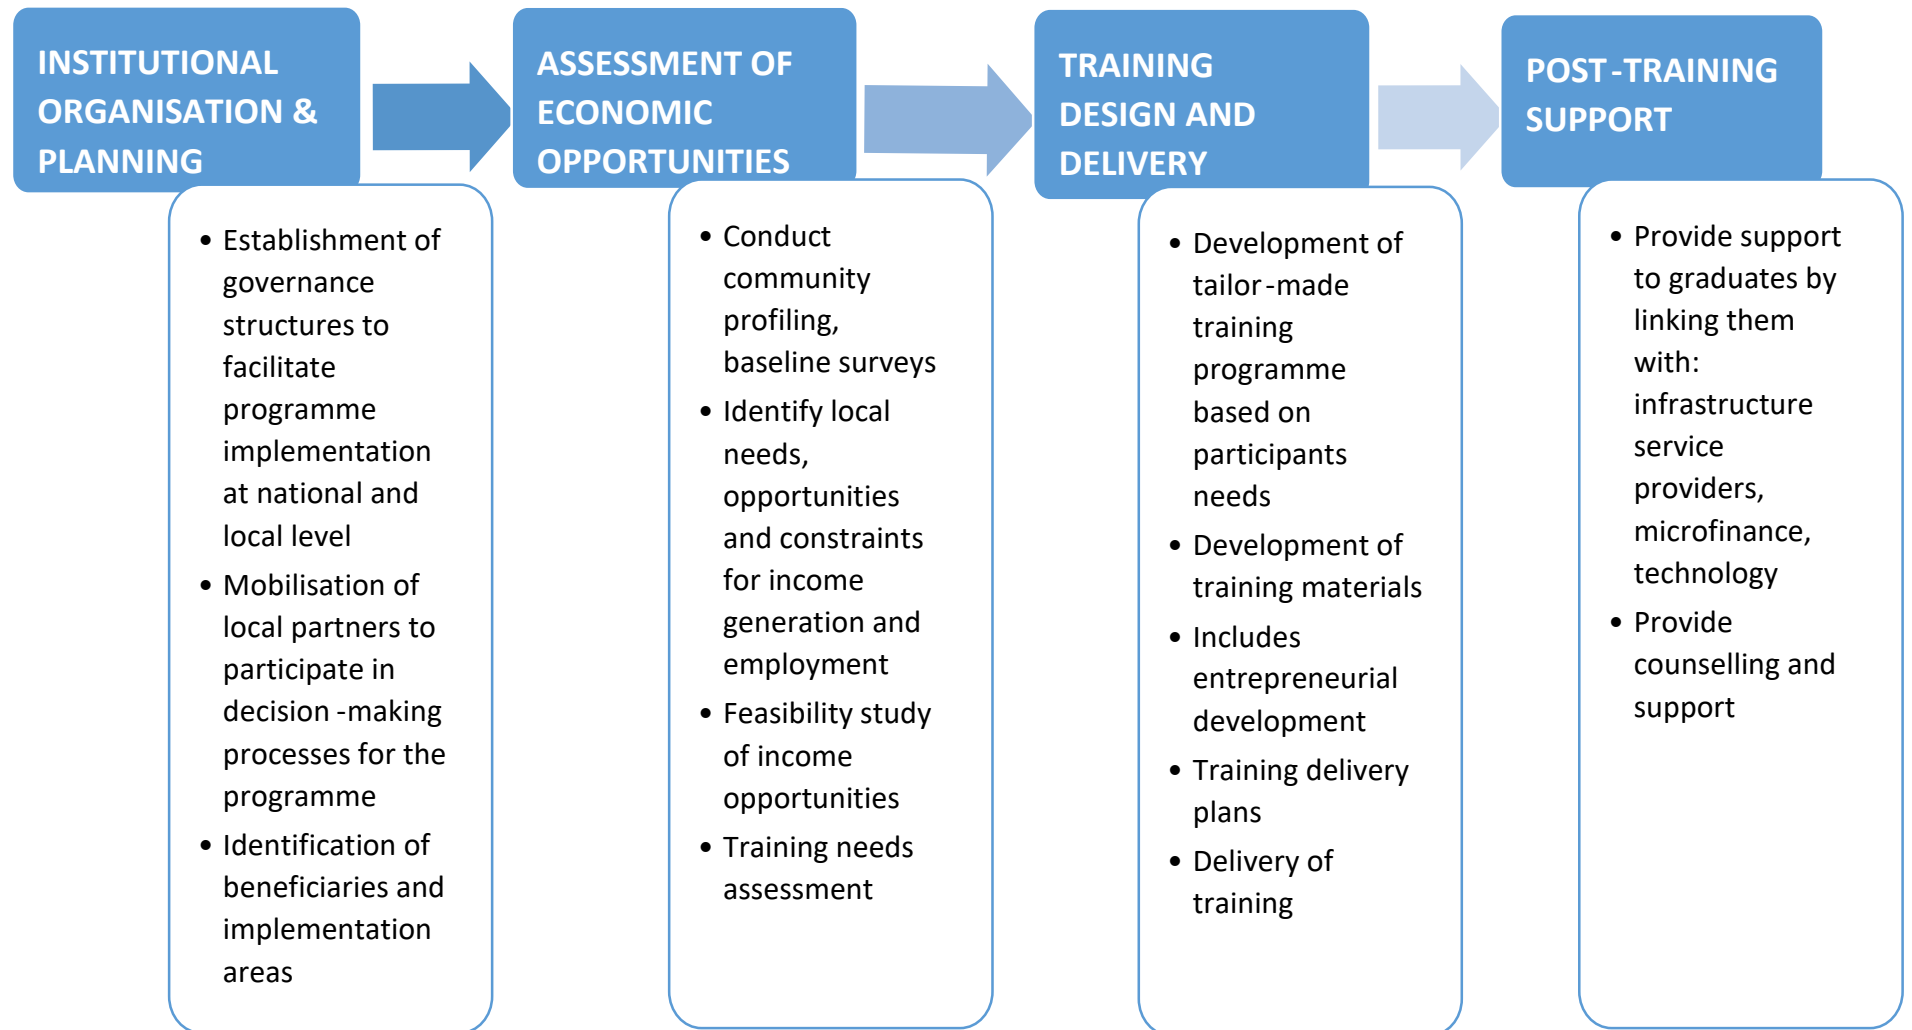 INSTITUTIONAL
ORGANISATION &
PLANNING
• Establishment of
governance
structures to
facilitate
programme
implementation
at national and
local level
• Mobilisation of
local partners to
participate in
decision -making
processes for the
programme
• Identification of
beneficiaries and
implementation
areas
ASSESSMENT OF
ECONOMIC
OPPORTUNITIES
• Conduct
community
profiling,
baseline surveys
• Identify local
needs,
opportunities
and constraints
for income
generation and
employment
• Feasibility study
of income
opportunities
• Training needs
assessment
TRAINING
DESIGN AND
DELIVERY
• Development of
tailor -made
training
programme
based on
participants
needs
• Development of
training materials
• Includes
entrepreneurial
development
• Training delivery
plans
• Delivery of
training
POST -TRAINING
SUPPORT
• Provide support
to graduates by
linking them
with:
infrastructure
service
providers,
microfinance,
technology
• Provide
counselling and
support